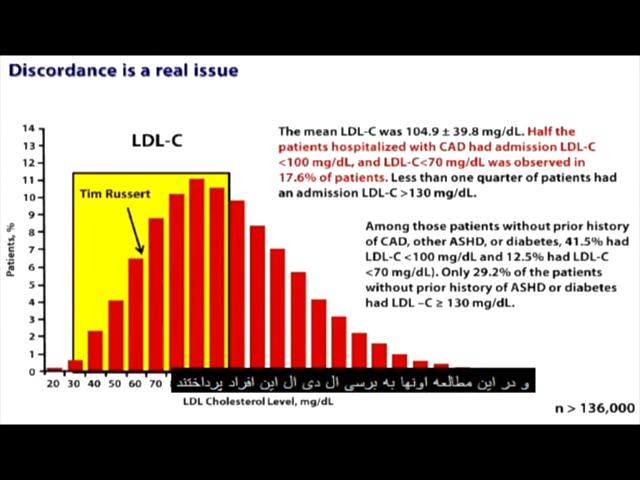 Discordance is a real issue
LDL-C
Tim Russert
The mean LDL-C was 104.9 ± 39.8 mg/dL. Half the
patients hospitalized with CAD had admission LDL-C
<100 mg/dL, and LDL-C<70 mg/dL was observed in
17.6% of patients. Less than one quarter of patients had
an admission LDL-C >130 mg/dL.
Among those patients without prior history
of CAD, other ASHD, or diabetes, 41.5% had
LDL-C <100 mg/dL and 12.5% had LDL-C
<70 mg/dL). Only 29.2% of the patients
without prior history of ASHD or diabetes
had LDL –C ≥ 130 mg/dL.
Patients, %
14
13
12
11
10
9
8
7
6
5
4
3
2
1
0
20 30 40 50 60 70
و در این مطالعه اونها به برسی ال دی ال این افراد پرداختند
LDL Cholesterol Level, mg/dL
n > 136,000